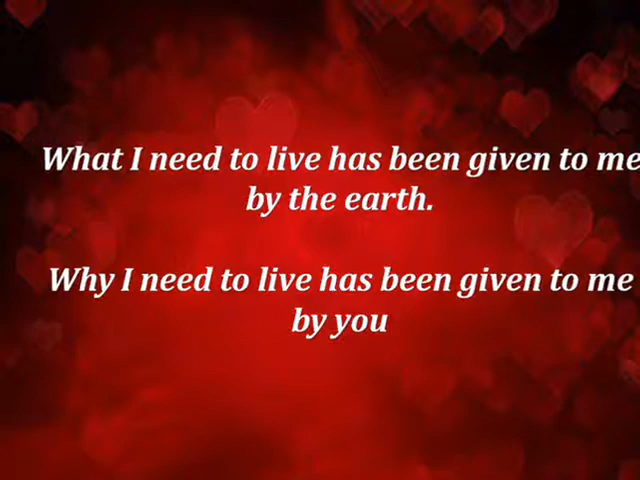 What I need to live has been given to me
by the earth.
Why I need to live has been given to me
by you